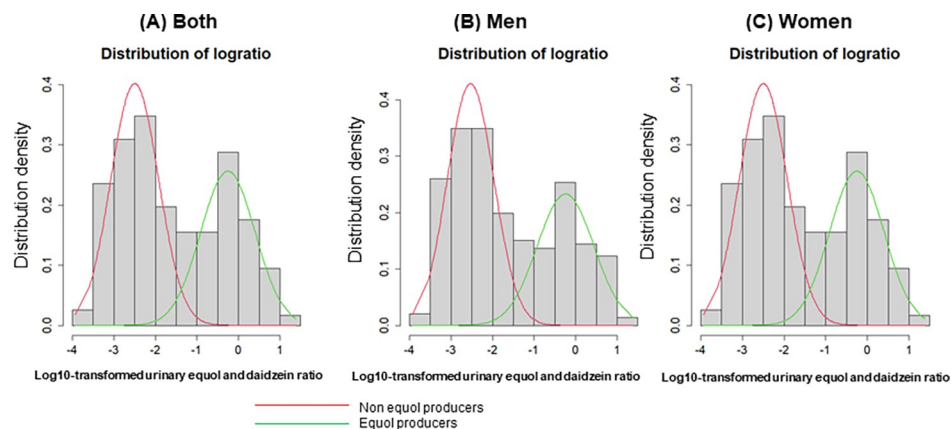 (A) Both
Distribution of logratio
Distribution density
0.4
0.3
0.2
0.1
0.0
-4 -3 -2 -1 0 1
Log10-transformed urinary equol and daidzein ratio
(B) Men
Distribution of logratio
Distribution density
0.4
0.3
0.2
0.1
0.0
-4 -3 -2 -1 0 1
Log10-transformed urinary equol and daidzein ratio
(C) Women
Distribution of logratio
Distribution density
0.4
0.3
0.2
0.1
0.0
-4 -3 -2 -1 0 1
Log10-transformed urinary equol and daidzein ratio
Non equol producers
Equol producers